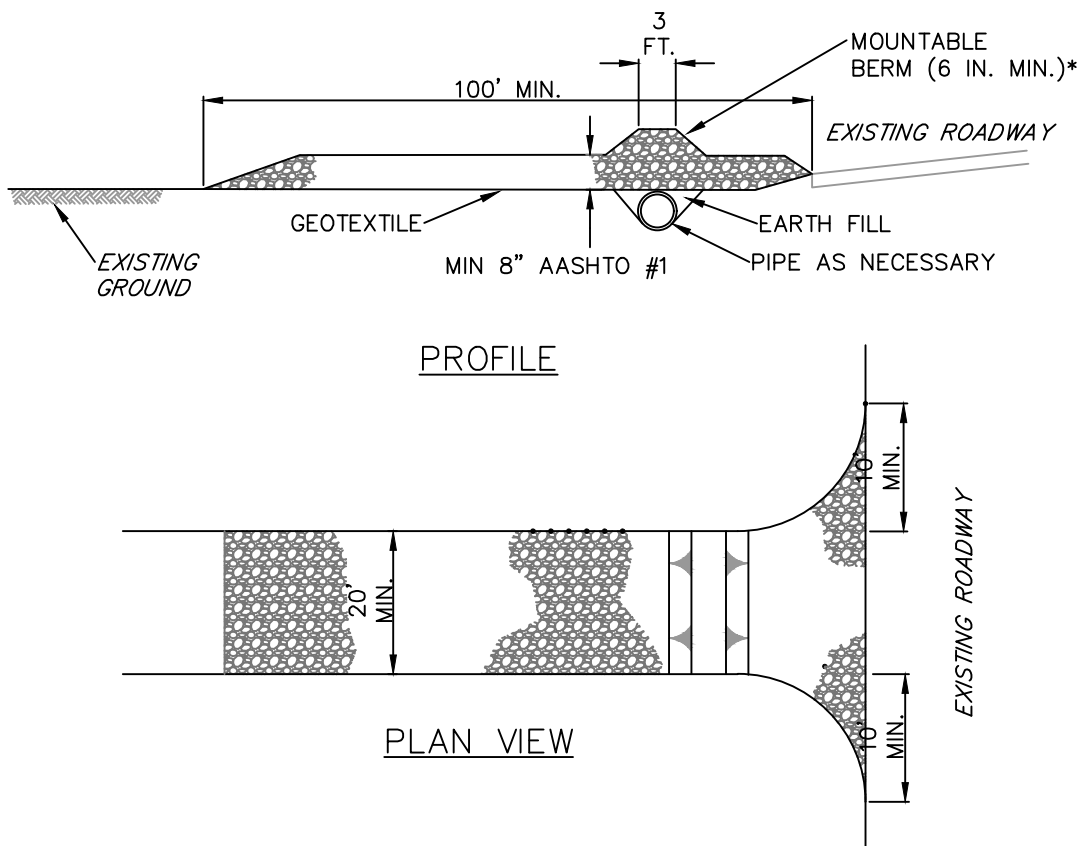 3
FT.
MOUNTABLE
BERM (6 IN. MIN.)*
100' MIN.
EXISTING ROADWAY
GEOTEXTILE
EARTH FILL
EXISTING
GROUND
MIN 8" AASHTO #1
PIPE AS NECESSARY
PROFILE
10'
MIN.
20'
MIN.
EXISTING ROADWAY
10'
MIN.
PLAN VIEW